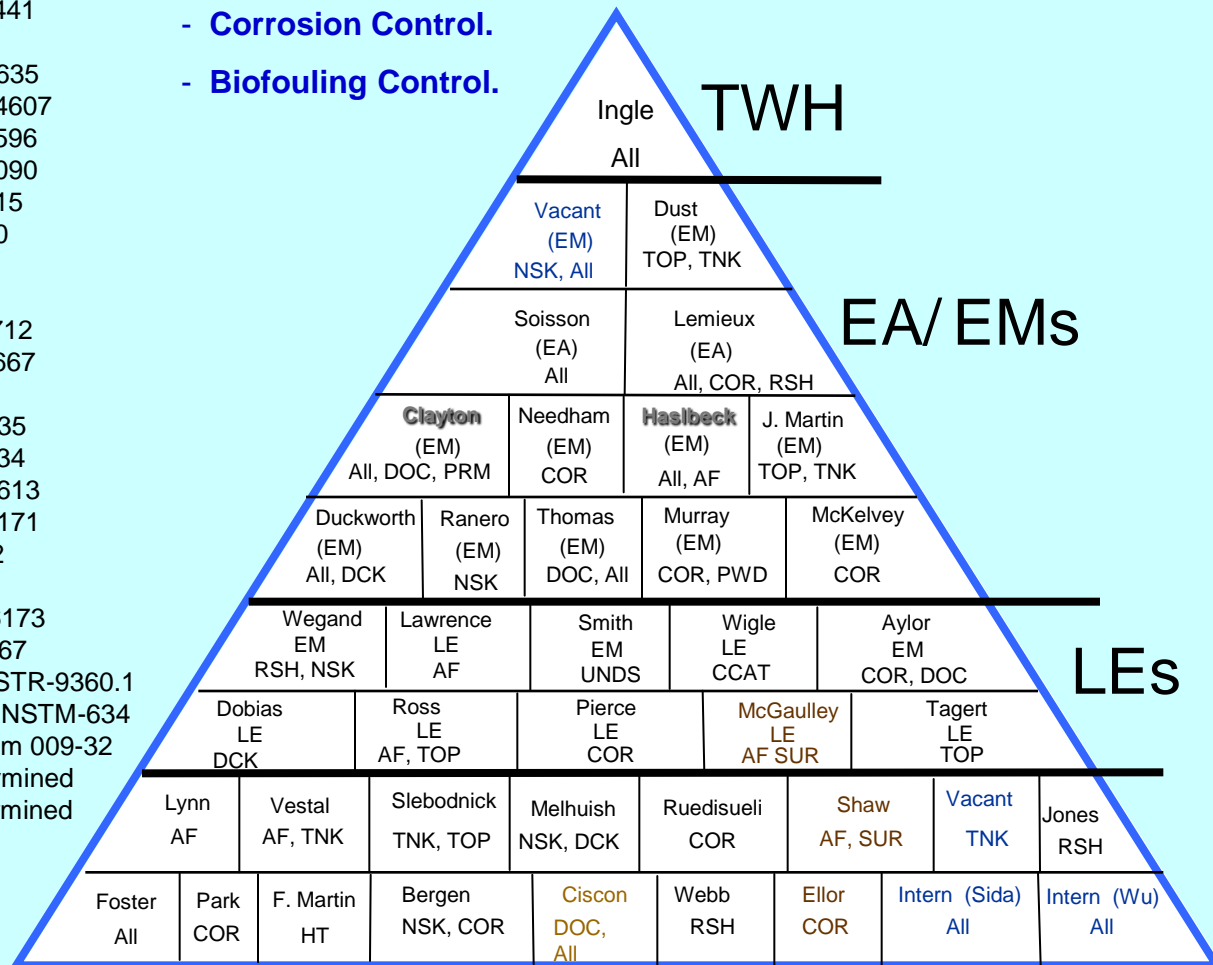 441
- Corrosion Control.
635
- Biofouling Control.
4607
596
090
15
0
712
667
35
34
613
171
2
6173
67
STR-9360.1
NSTM-634
m 009-32
rmined
rmined
Ingle
All
TWH
Vacant
(EM)
NSK, All
Dust
(EM)
TOP, TNK
EA/ EMs
Soisson
(EA)
All
Lemieux
(EA)
All, COR, RSH
Clayton
(EM)
All, DOC, PRM
Needham
(EM)
COR
Haslbeck
(EM)
All, AF
J. Martin
(EM)
TOP, TNK
Duckworth
(EM)
All, DCK
Ranero
(EM)
NSK
Thomas
(EM)
DOC, All
Murray
(EM)
COR, PWD
McKelvey
(EM)
COR
LEs
Wegand
EM
RSH, NSK
Lawrence
LE
AF
Smith
EM
UNDS
Wigle
LE
CCAT
Aylor
EM
COR, DOC
Dobias
LE
DCK
Ross
LE
AF, TOP
Pierce
LE
COR
McGaulley
LE
AF SUR
Tagert
LE
TOP
Lynn
AF
Vestal
AF, TNK
Slebodnick
TNK, TOP
Melhuish
NSK, DCK
Ruedisueli
COR
Shaw
AF, SUR
Vacant
TNK
Jones
RSH
Foster
All
Park
COR
F. Martin
HT
Bergen
NSK, COR
Ciscon
DOC,
All
Webb
RSH
Ellor
COR
Intern (Sida)
All
Intern (Wu)
All